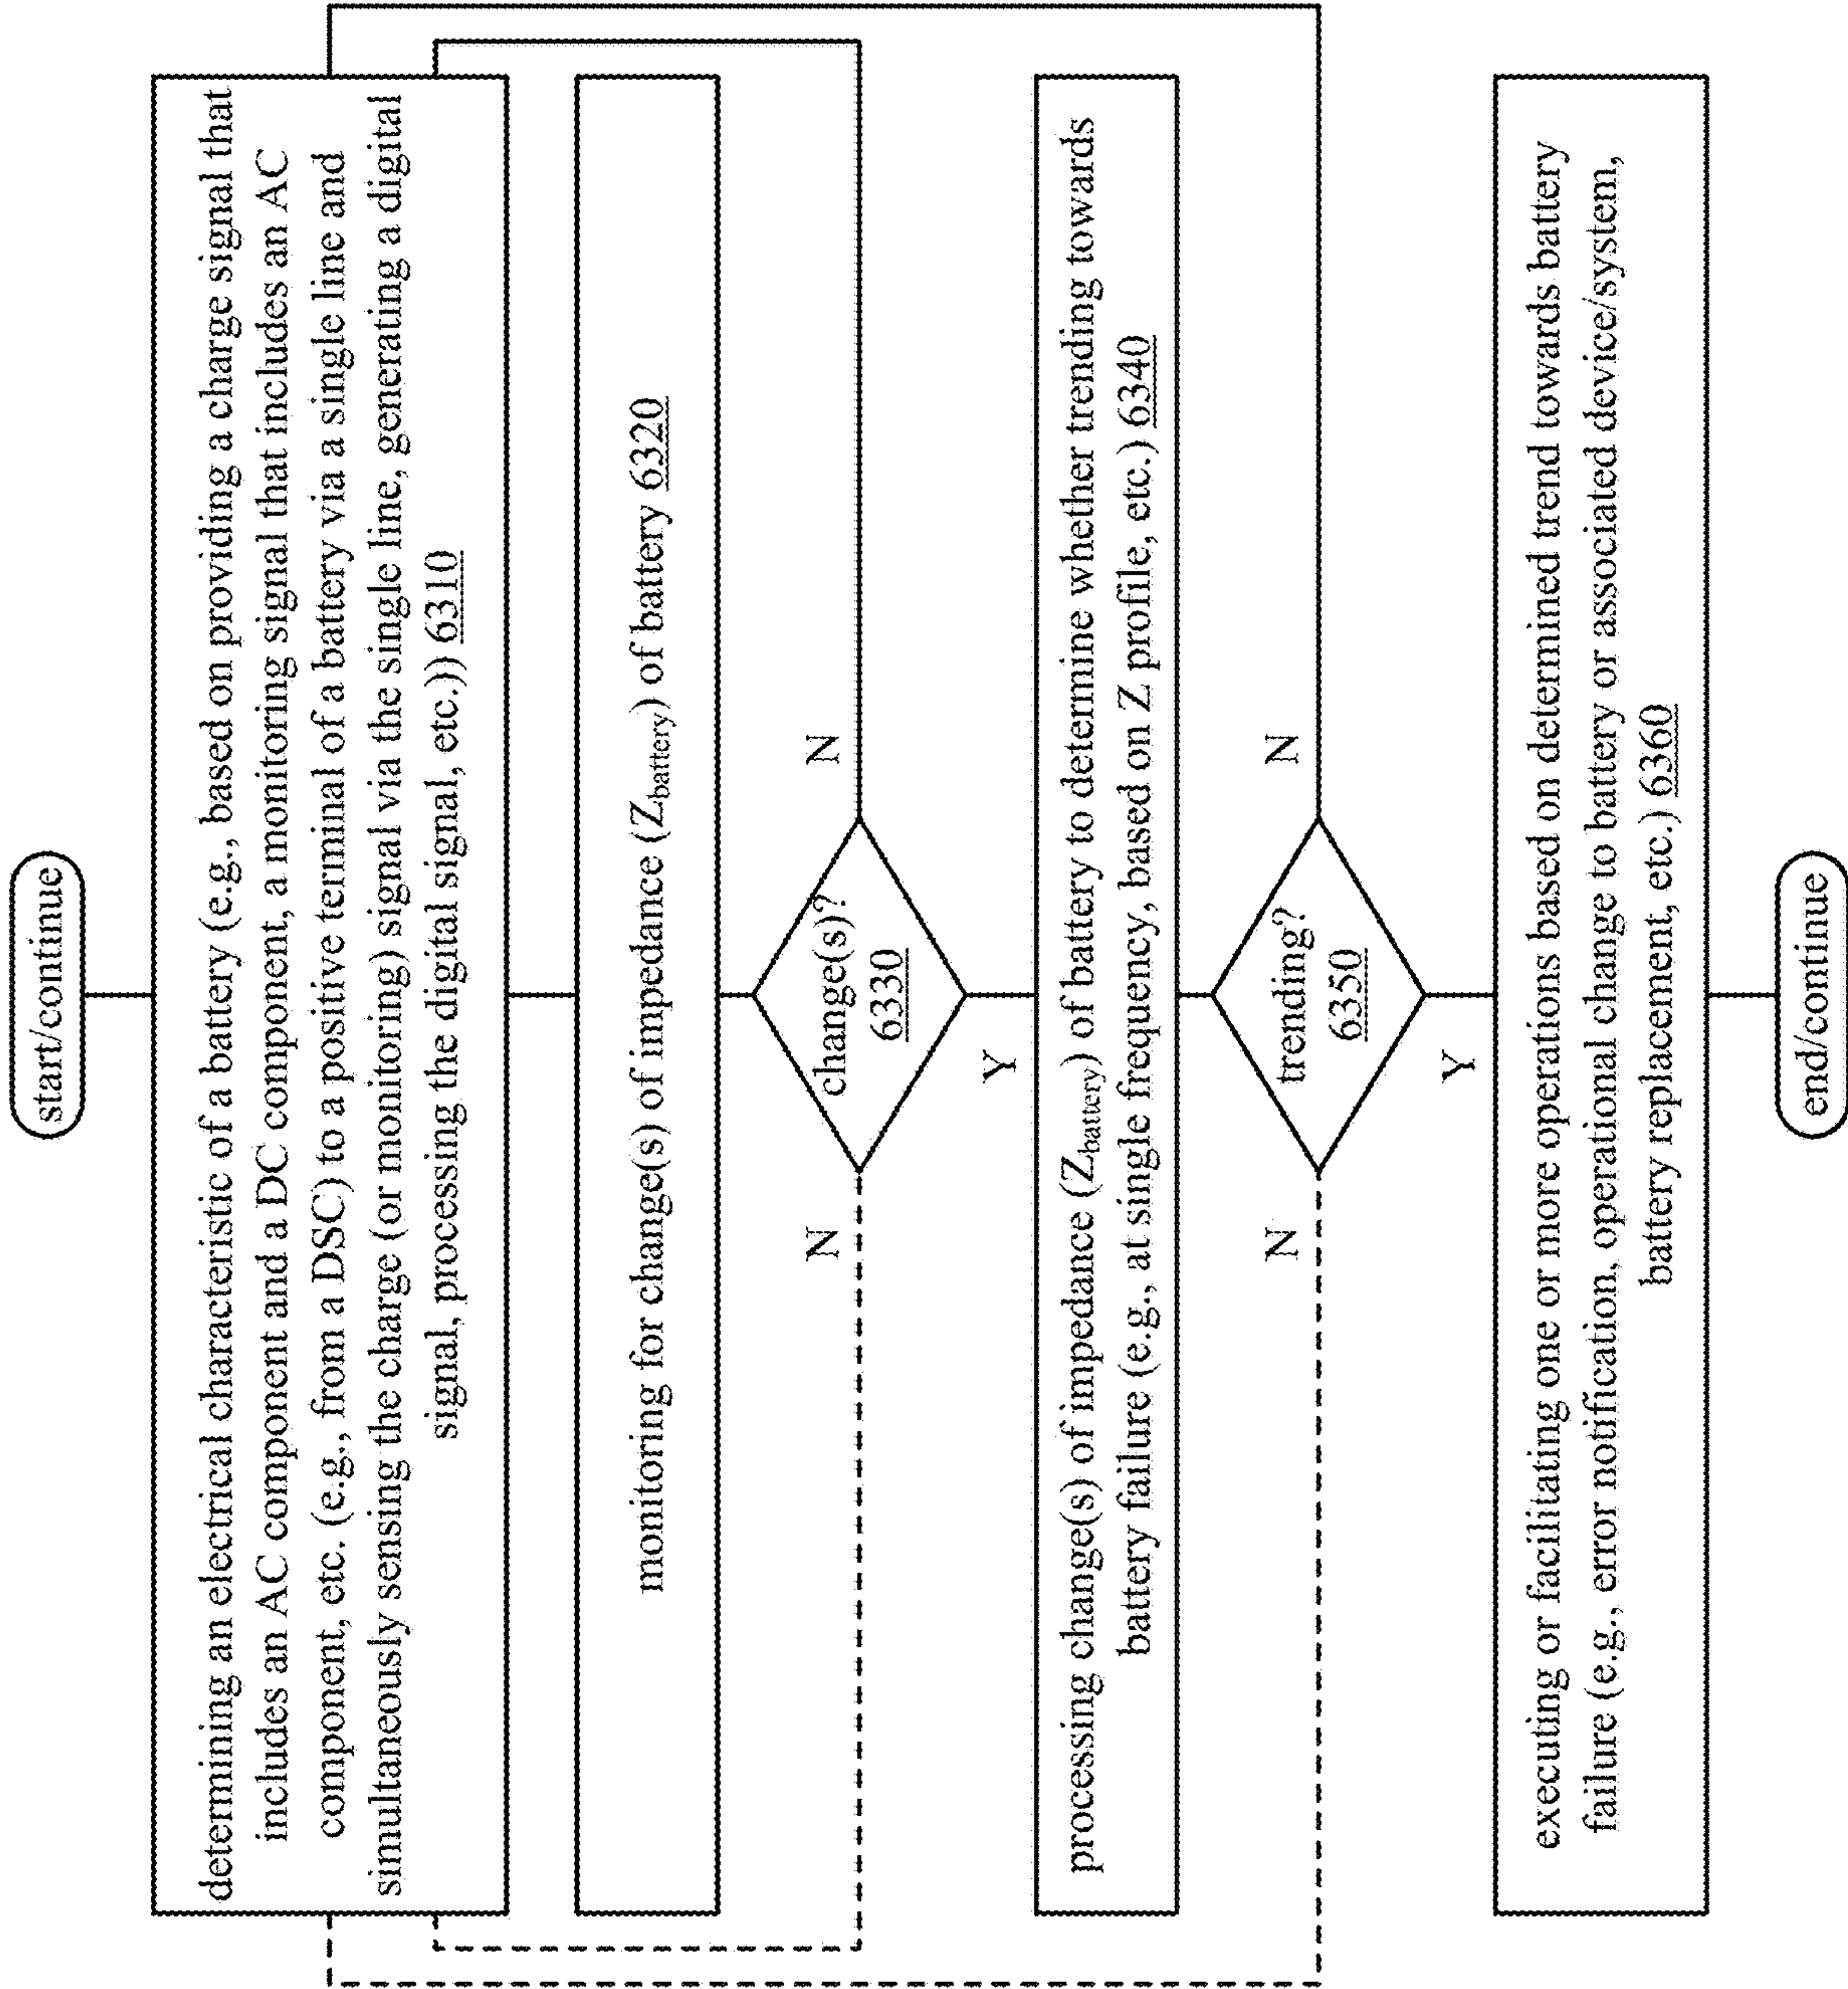 start/continue
determining an electrical characteristic of a battery (e.g., based on providing a charge signal that
includes an AC component and a DC component, a monitoring signal that includes an AC
component, etc. (e.g., from a DSC) to a positive terminal of a battery via a single line and
simultaneously sensing the charge (or monitoring) signal via the single line, generating a digital
signal, processing the digital signal, etc.)) 6310
monitoring for change(s) of impedance (Zbattery) of battery 6320
N
change(s)?
6330
N
Y
processing change(s) of impedance (Zbattery) of battery to determine whether trending towards
battery failure (e.g., at single frequency, based on Z profile, etc.) 6340
N
trending?
6350
N
Y
executing or facilitating one or more operations based on determined trend towards battery
failure (e.g., error notification, operational change to battery or associated device/system,
battery replacement, etc.) 6360
end/continue